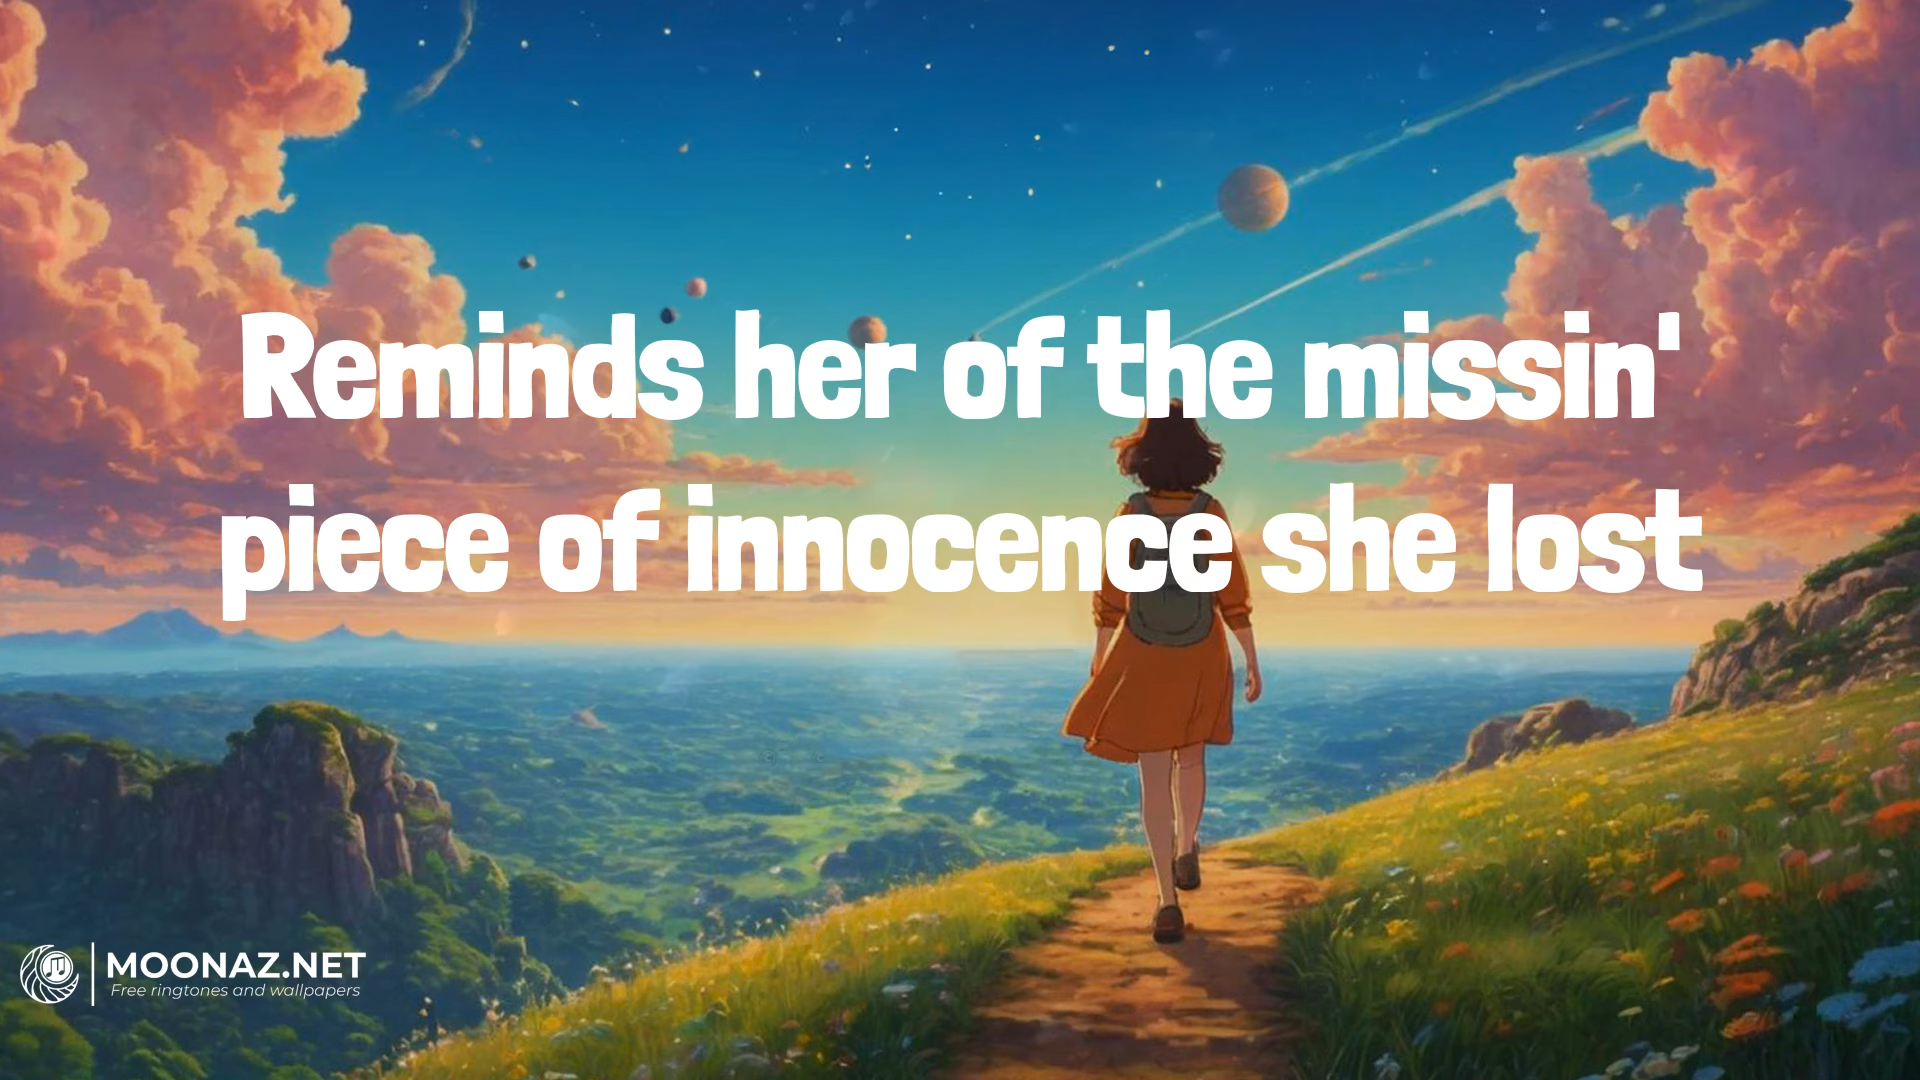 Reminds her of the missin'
piece of innocence she lost
MOONAZ.NET
Free ringtones and wallpapers